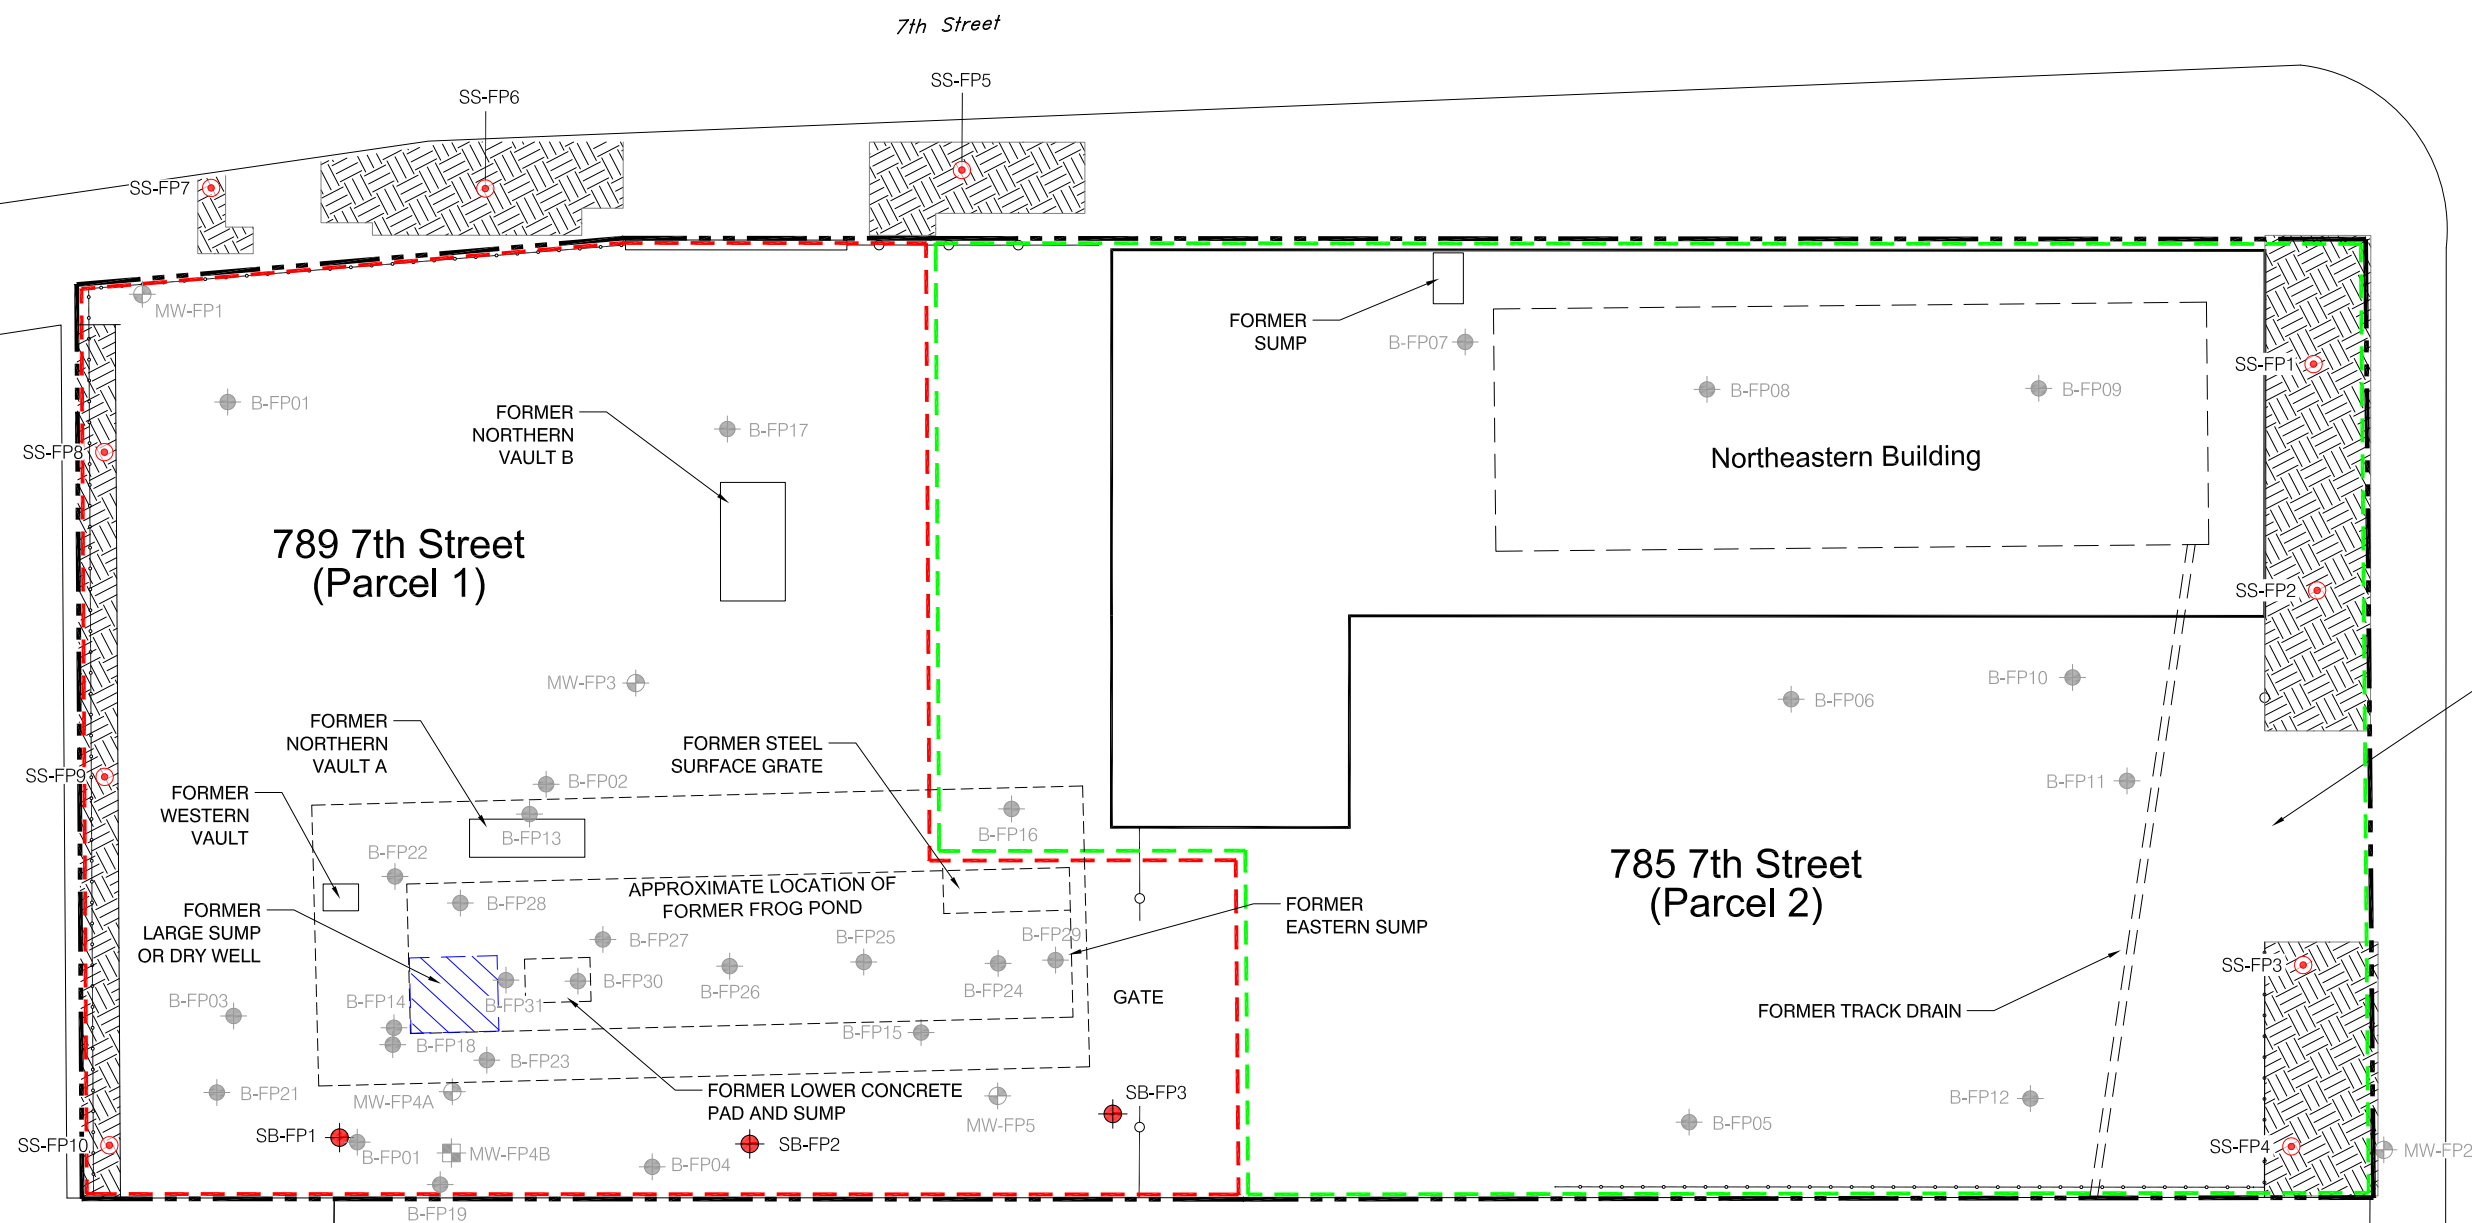 7th Street
SS-FP5
SS-FP6
SS-FP7
MW-FP1
FORMER
SUMP
B-FP07
SS-FP1
B-FP08
B-FP09
B-FP01
FORMER
NORTHERN
VAULT B
B-FP17
SS-FP8
Northeastern Building
789 7th Street
(Parcel 1)
SS-FP2
MW-FP3
B-FP10
B-FP06
FORMER
NORTHERN
VAULT A
FORMER STEEL
SURFACE GRATE
SS-FP9
B-FP02
B-FP11
FORMER
WESTERN
VAULT
B-FP13
B-FP16
B-FP22
785 7th Street
(Parcel 2)
APPROXIMATE LOCATION OF
FORMER FROG POND
B-FP28
FORMER
LARGE SUMP
OR DRY WELL
FORMER
EASTERN SUMP
B-FP27
B-FP25
B-FP29
SS-FP3
B-FP30
B-FP26
B-FP24
B-FP31
B-FP14
B-FP03
GATE
FORMER TRACK DRAIN
B-FP15
B-FP18
B-FP23
B-FP21
MW-FP4A
FORMER LOWER CONCRETE
PAD AND SUMP
SB-FP3
MW-FP5
B-FP12
B-FP05
SB-FP1
SB-FP2
SS-FP10
SS-FP4
MW-FP2
B-FP01
MW-FP4B
B-FP04
B-FP19